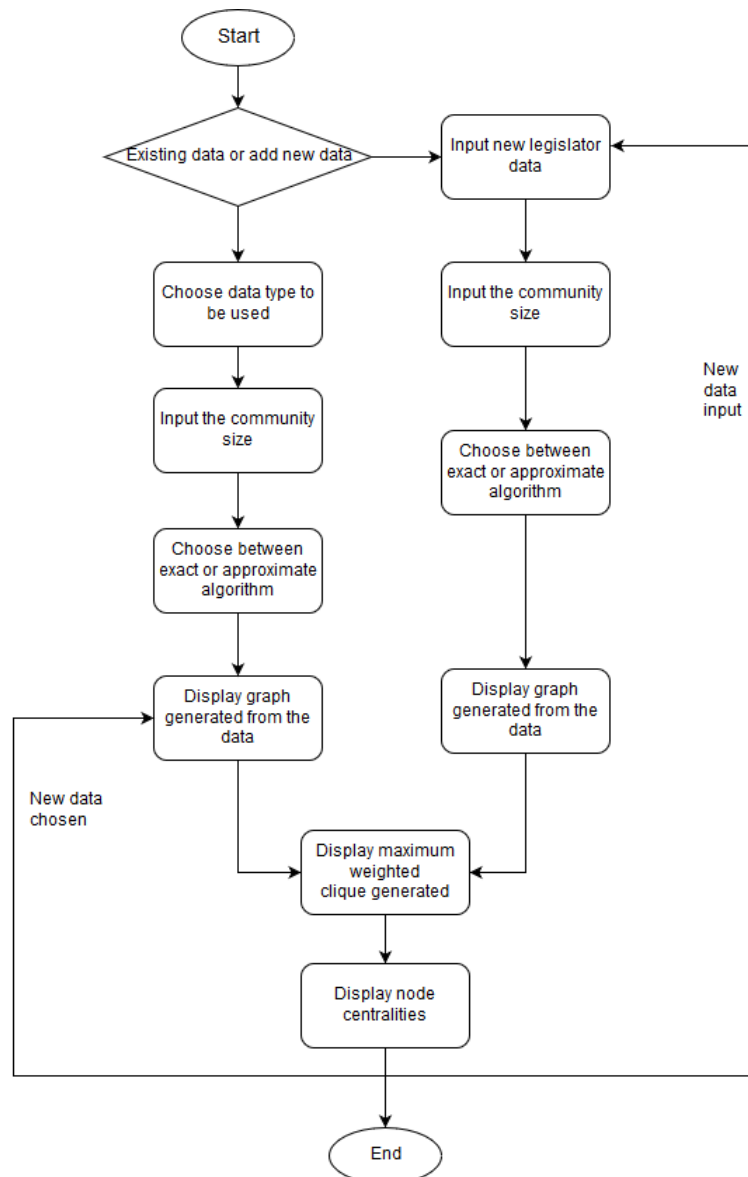 Start
Existing data or add new data
Input new legislator
data
Choose data type to
be used
Input the community
size
Input the community
size
Choose between
exact or approximate
algorithm
New
data
input
Choose between
exact or approximate
algorithm
Display graph
generated from the
data
Display graph
generated from the
data
New data
chosen
Display maximum
weighted
clique generated
Display node
centralities
End